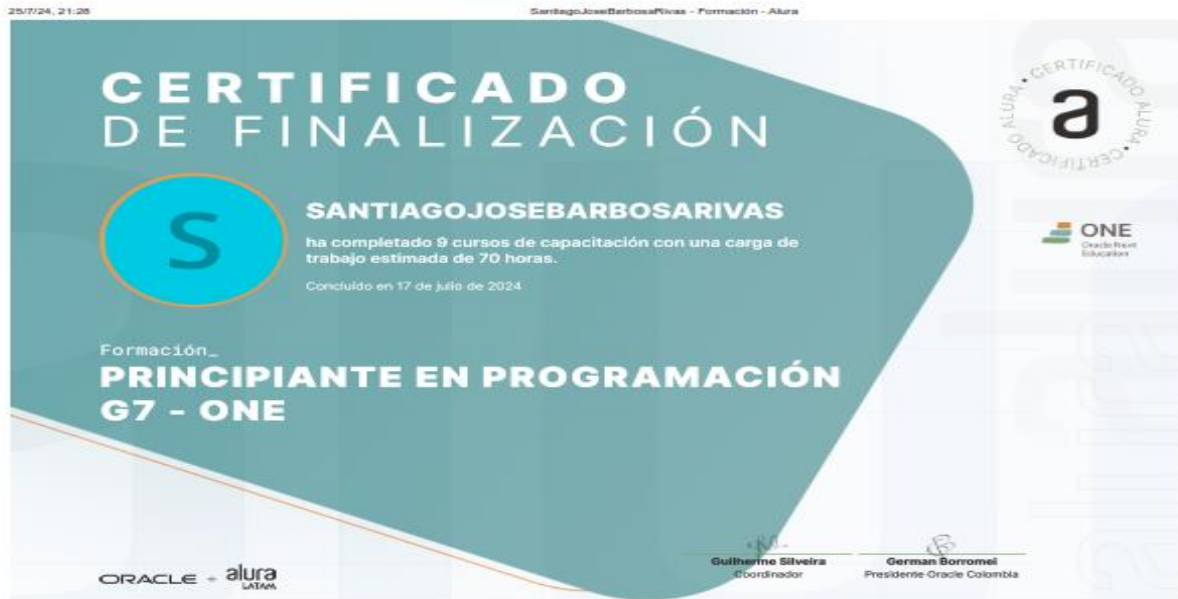 25/7/24, 21:28
SantiagoJoseBarbosaRivas - Formación - Alura
CERTIFICADO
DE FINALIZACIÓN
CERTIFICADO ALURA • CERTIFICADO ALURA •
a
S
SANTIAGOJOSEBARBOSARIVAS
ha completado 9 cursos de capacitación con una carga de
trabajo estimada de 70 horas.
Concluido en 17 de julio de 2024
ONE
Oracle Next
Education
Formación_
PRINCIPIANTE EN PROGRAMACIÓN
G7 - ONE
ORACLE + alura
LATAM
Guilherme Silveira
Coordinador
German Borromei
Presidente Oracle Colombia
alura